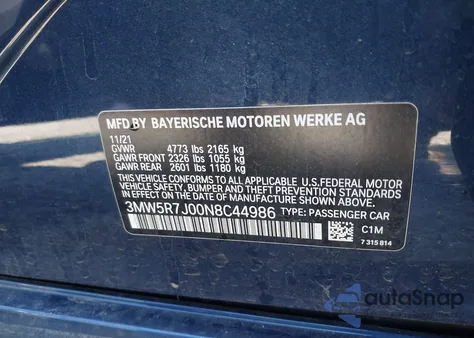 MFD BY BAYERISCHE MOTOREN WERKE AG
11/21
GVWR 4773 lbs 2165 kg
GAWR FRONT 2326 lbs 1055 kg
GAWR REAR 2601 lbs 1180 kg
THIS VEHICLE CONFORMS TO ALL APPLICABLE U.S.FEDERAL MOTOR
VEHICLE SAFETY, BUMPER, AND THEFT PREVENTION STANDARDS
IN EFFECT ON THE DATE OF MANUFACTURE SHOWN ABOVE.
3MW5R7J00N8C44986 TYPE: PASSENGER CAR
C1M
7 315 814
autoSnap